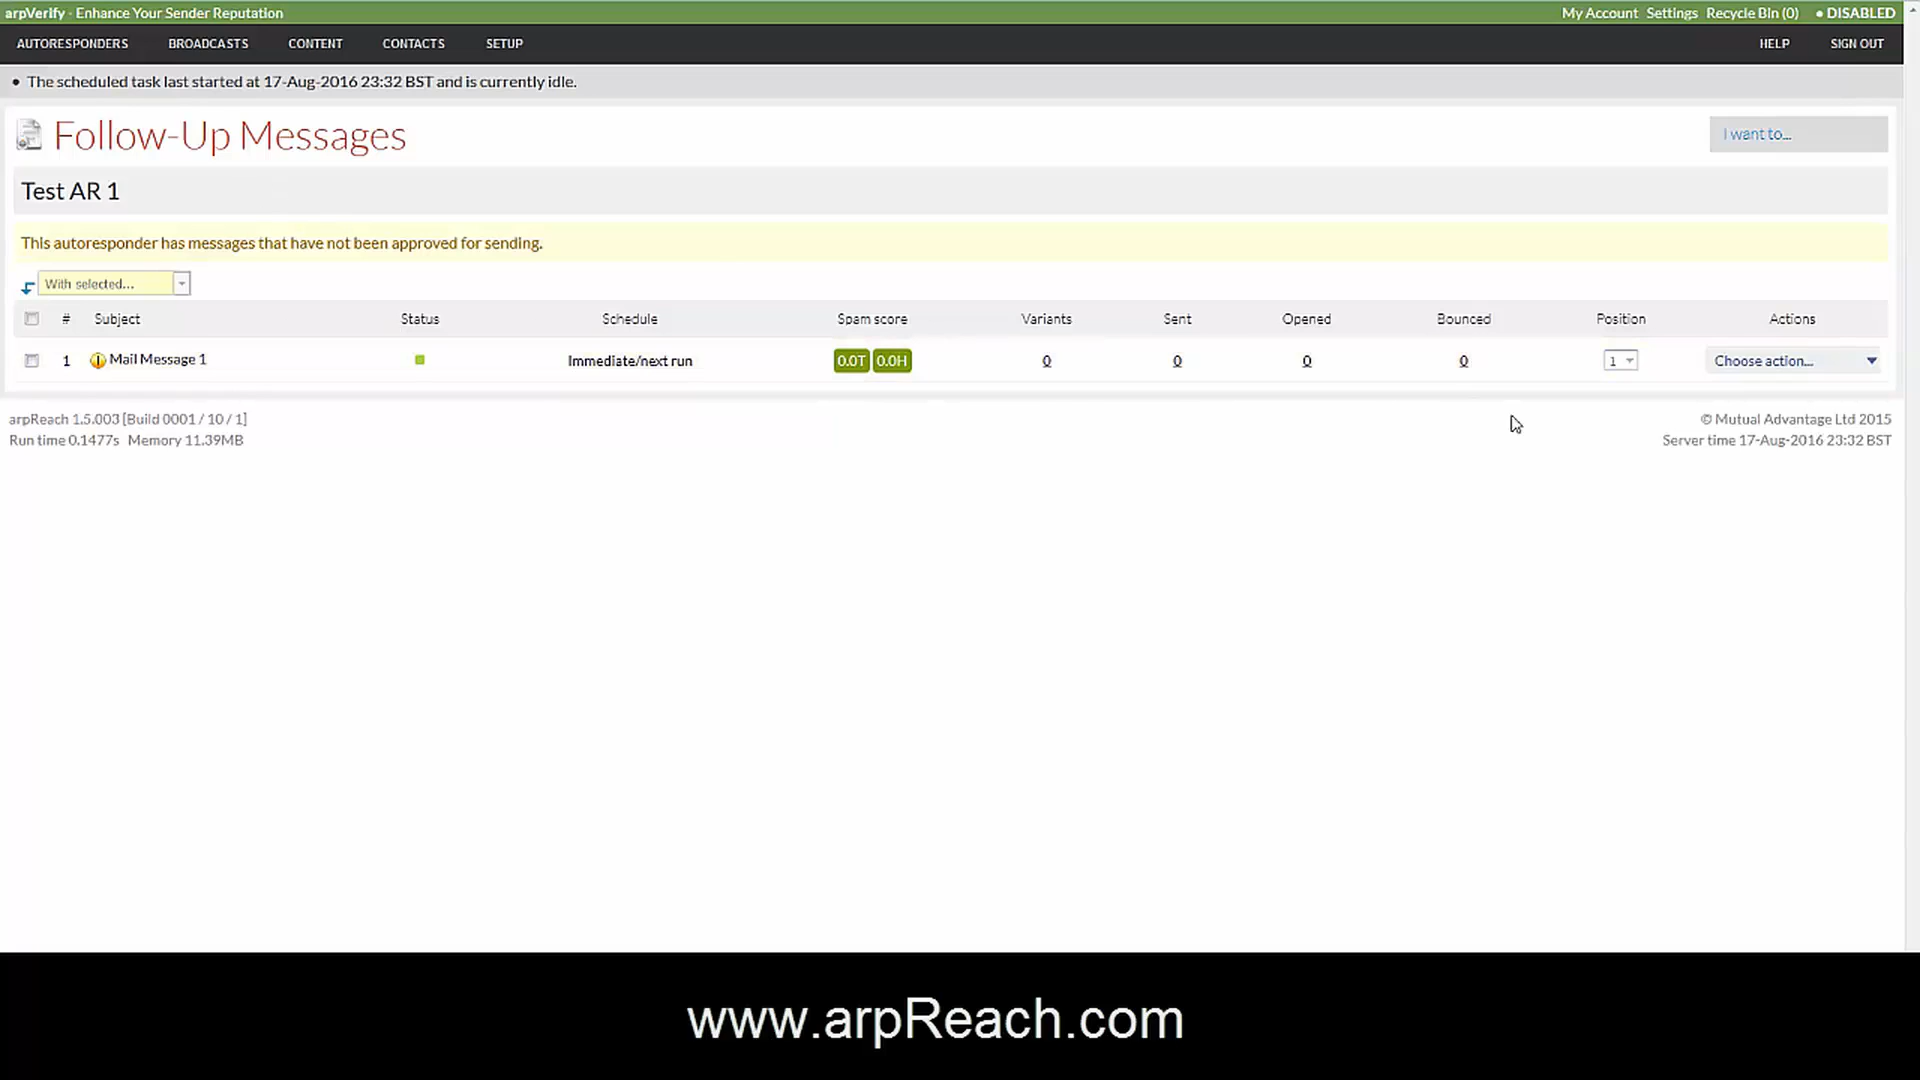 arpVerify - Enhance Your Sender Reputation My Account Settings Recycle Bin (0) • DISABLED
AUTORESPONDERS BROADCASTS CONTENT CONTACTS SETUP HELP SIGN OUT
• The scheduled task last started at 17-Aug-2016 23:32 BST and is currently idle.
Follow-Up Messages I want to...
Test AR 1
This autoresponder has messages that have not been approved for sending.
With selected...
# Subject Status Schedule Spam score Variants Sent Opened Bounced Position Actions
1 Mail Message 1 Immediate/next run 0.0T 0.0H 0 0 0 0 1 Choose action...
arpReach 1.5.003 [Build 0001 / 10 / 1] © Mutual Advantage Ltd 2015
Run time 0.1477s Memory 11.39MB Server time 17-Aug-2016 23:32 BST
www.arpReach.com